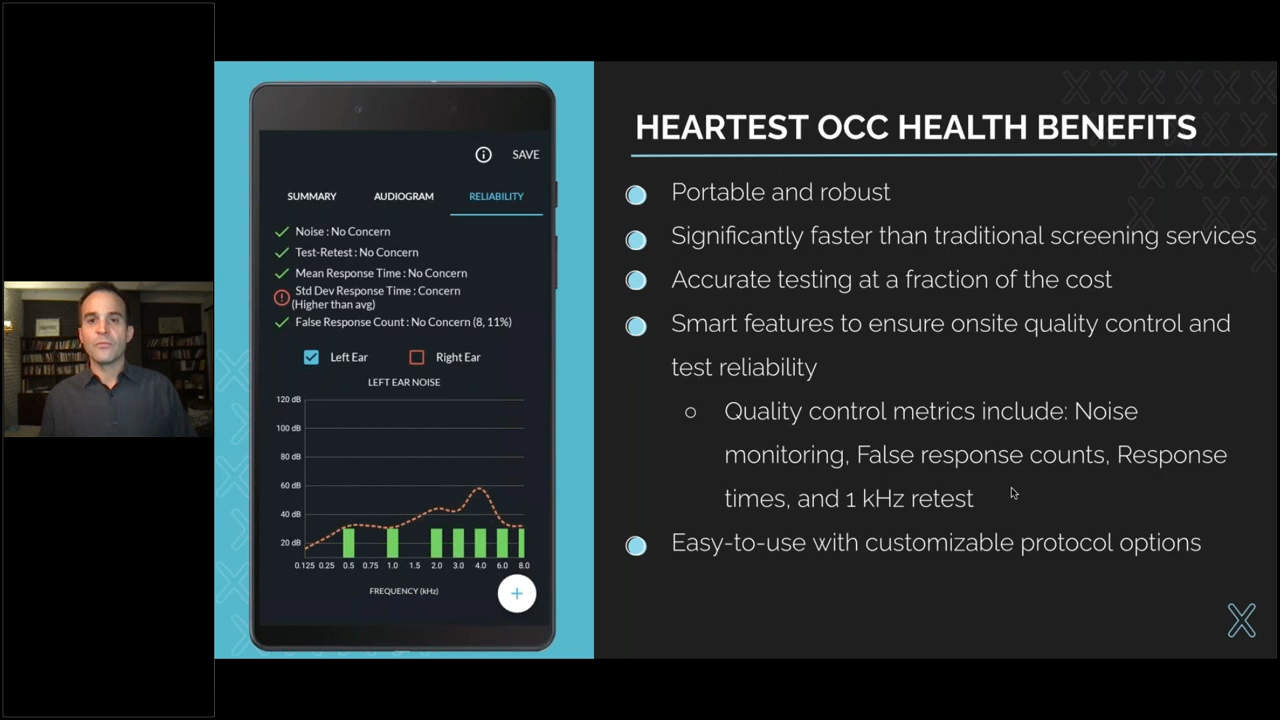 SAVE
SUMMARY AUDIOGRAM RELIABILITY
Noise : No Concern
Test-Retest : No Concern
Mean Response Time : No Concern
Std Dev Response Time : Concern
(Higher than avg)
False Response Count : No Concern (8, 11%)
Left Ear Right Ear
LEFT EAR NOISE
120 dB
100 dB
80 dB
60 dB
40 dB
20 dB
0.125 0.25 0.5 0.75 1.0 1.5 2.0 3.0 4.0 6.0 8.0
FREQUENCY (kHz)
HEARTEST OCC HEALTH BENEFITS
Portable and robust
Significantly faster than traditional screening services
Accurate testing at a fraction of the cost
Smart features to ensure onsite quality control and
test reliability
Quality control metrics include: Noise
monitoring, False response counts, Response
times, and 1 kHz retest
Easy-to-use with customizable protocol options